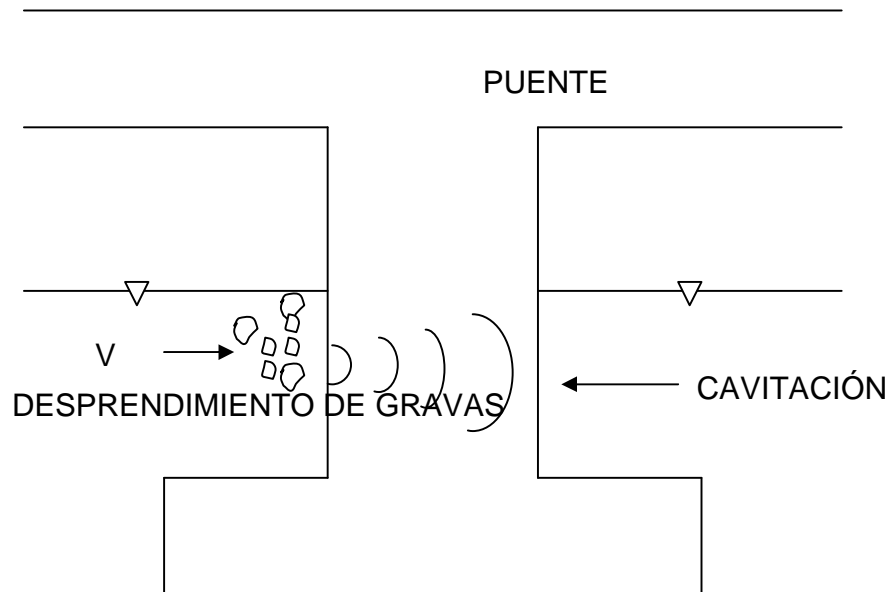 PUENTE
V
CAVITACIÓN
DESPRENDIMIENTO DE GRAVAS